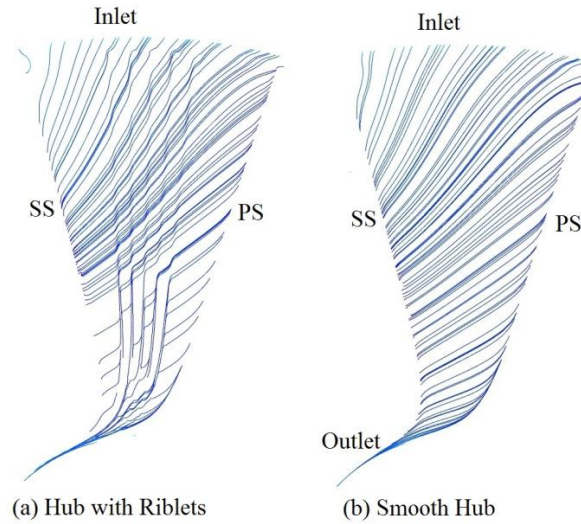 Inlet
Inlet
SS
PS
SS
PS
Outlet
(a) Hub with Riblets
(b) Smooth Hub